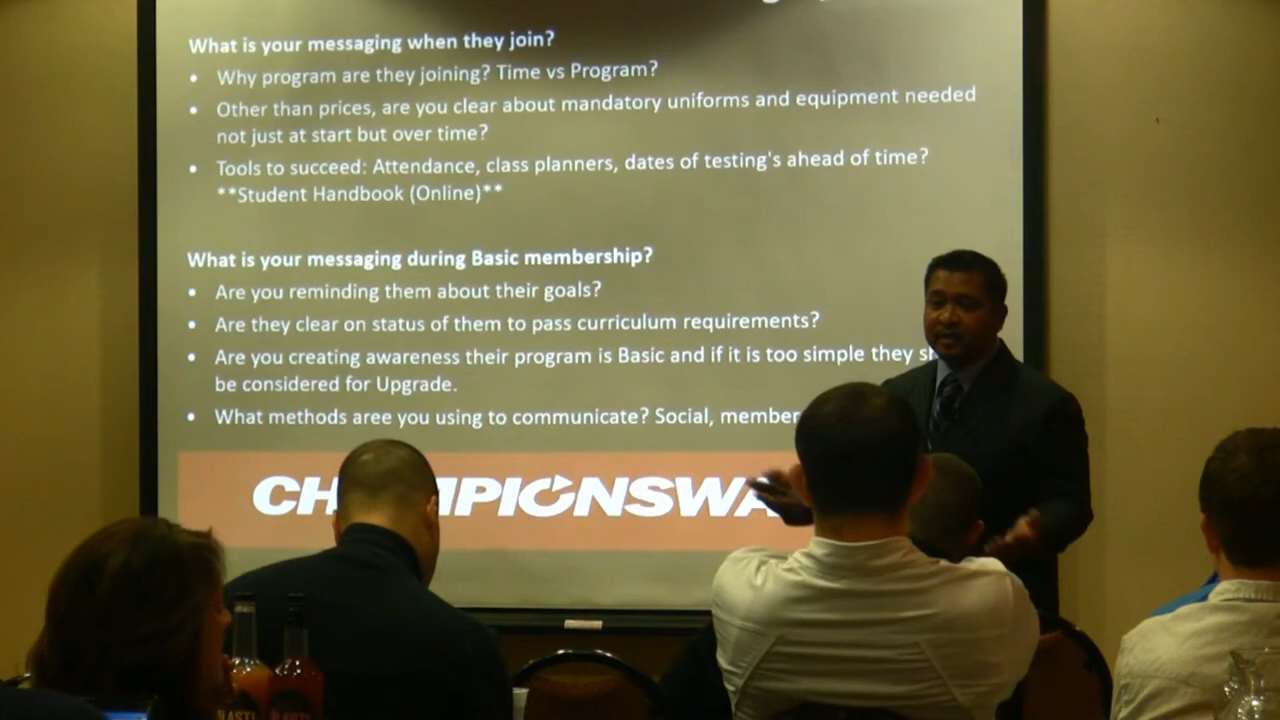 What is your messaging when they join?
• Why program are they joining? Time vs Program?
• Other than prices, are you clear about mandatory uniforms and equipment needed
not just at start but over time?
• Tools to succeed: Attendance, class planners, dates of testing's ahead of time?
**Student Handbook (Online)**
What is your messaging during Basic membership?
• Are you reminding them about their goals?
• Are they clear on status of them to pass curriculum requirements?
• Are you creating awareness their program is Basic and if it is too simple they
be considered for Upgrade.
• What methods aree you using to communicate? Social, member
CH MPIONSWA